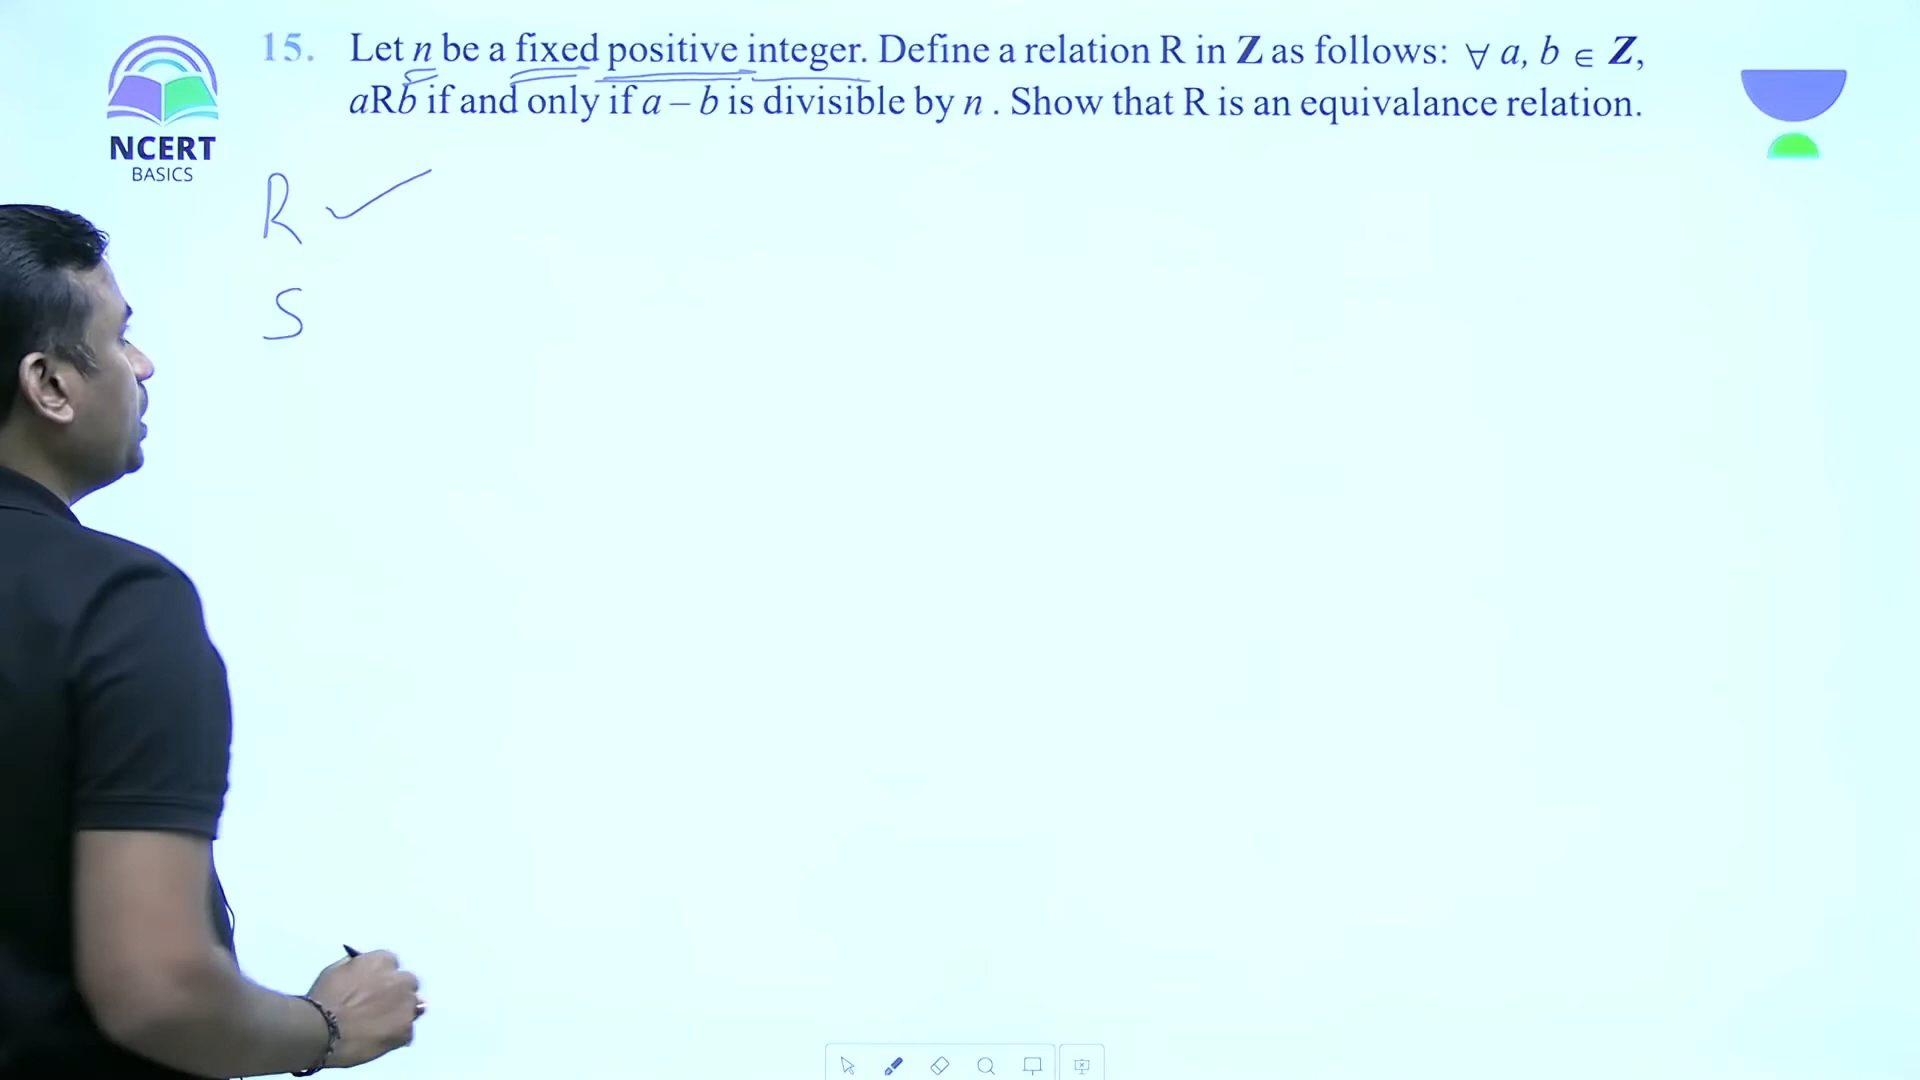 15. Let n be a fixed positive integer. Define a relation R in Z as follows: ∀ a, b ∈ Z,
aRb if and only if a – b is divisible by n . Show that R is an equivalance relation.
NCERT
BASICS
R ✓
S